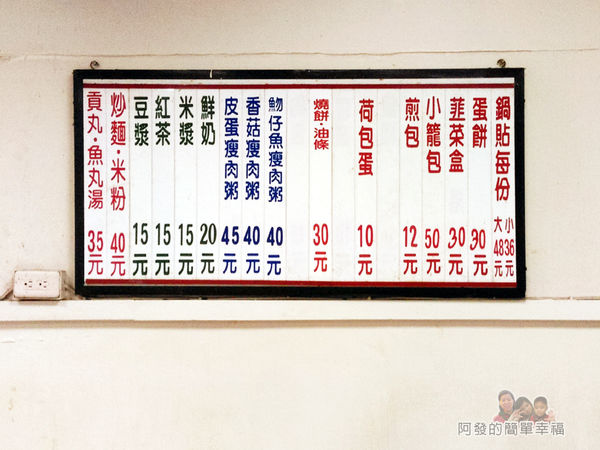 鍋貼每份 大48元 小36元
蛋餅 30元
韮菜盒 30元
小籠包 50元
煎包 12元
荷包蛋 10元
燒餅·油條 30元
魩仔魚瘦肉粥 40元
香菇瘦肉粥 40元
皮蛋瘦肉粥 45元
鮮奶 20元
米漿 15元
紅茶 15元
豆漿 15元
炒麵·米粉 40元
貢丸·魚丸湯 35元
阿發的簡單幸福